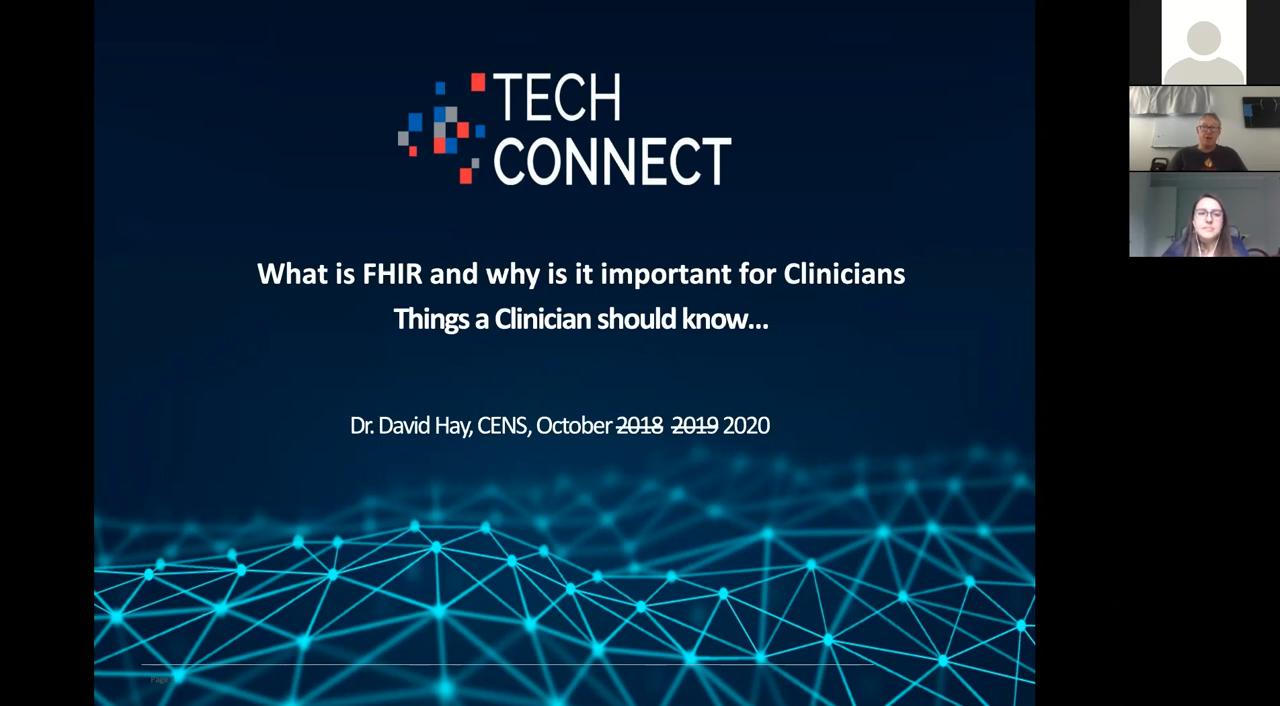 TECH
CONNECT
What is FHIR and why is it important for Clinicians
Things a Clinician should know...
Dr. David Hay, CENS, October 2018 2019 2020
Page